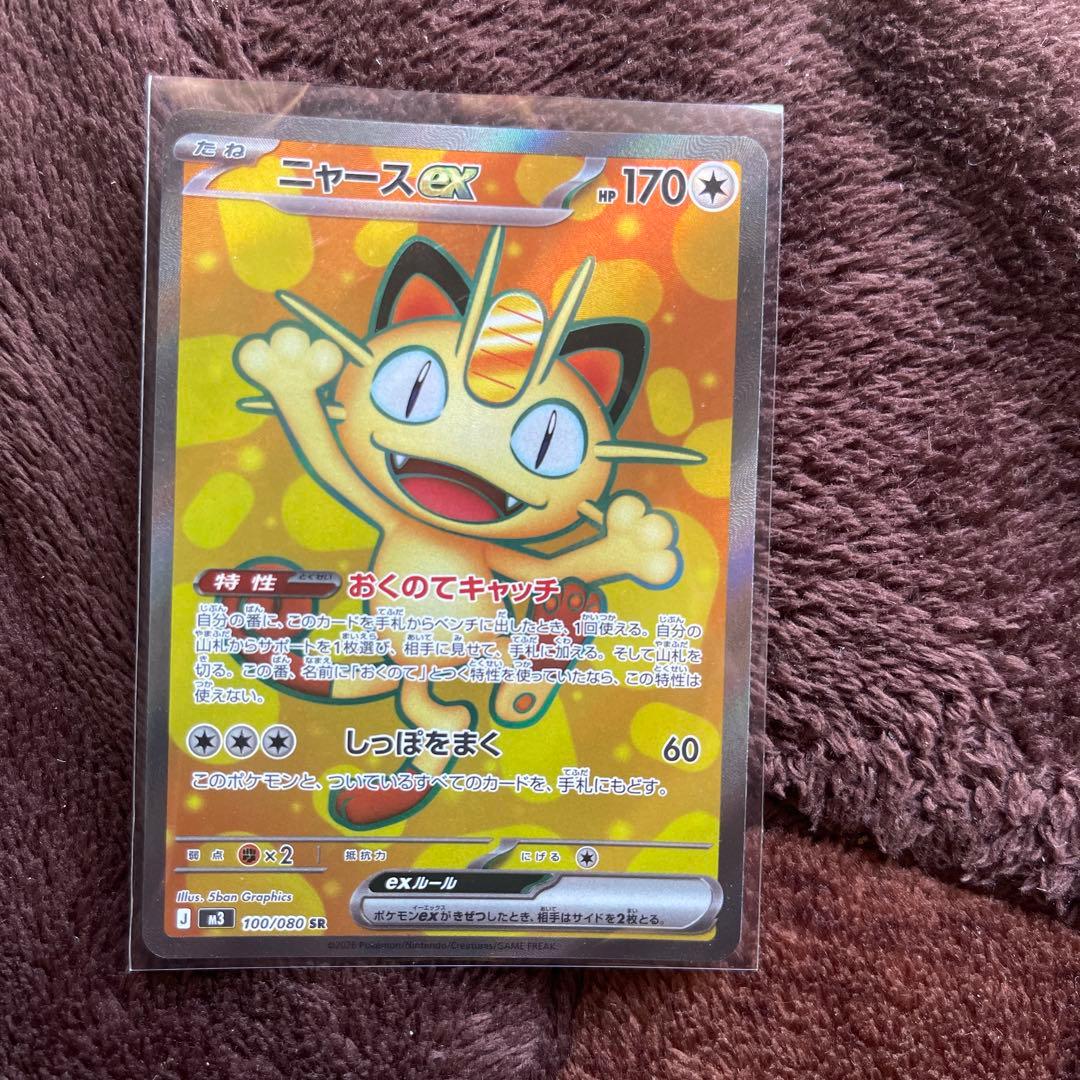 たね
ニャースex
HP 170
特性 とくせい おくのてキャッチ
自分の番に、このカードを手札からベンチに出したとき、1回使える。自分の
山札からサポートを1枚選び、相手に見せて、手札に加える。そして山札を
切る。この番、名前に「おくのて」とつく特性を使っていたなら、この特性は
使えない。
しっぽをまく 60
このポケモンと、ついているすべてのカードを、手札にもどす。
弱点 ×2 抵抗力 にげる
exルール
ポケモンexがきぜつしたとき、相手はサイドを2枚とる。
Illus. 5ban Graphics
J m3 100/080 SR
©2026 Pokémon/Nintendo/Creatures/GAME FREAK.